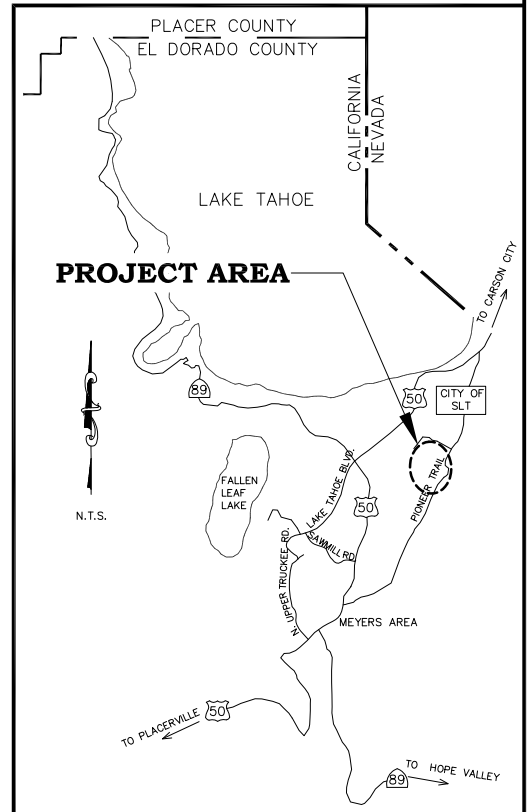 PLACER COUNTY
EL DORADO COUNTY
CALIFORNIA
NEVADA
LAKE TAHOE
PROJECT AREA
TO CARSON CITY
89
50
CITY OF
SLT
FALLEN
LEAF
LAKE
LAKE TAHOE BLVD.
PIONEER TRAIL
N.T.S.
50
SAWMILL RD.
N. UPPER TRUCKEE RD.
MEYERS AREA
TO PLACERVILLE
50
TO HOPE VALLEY
89